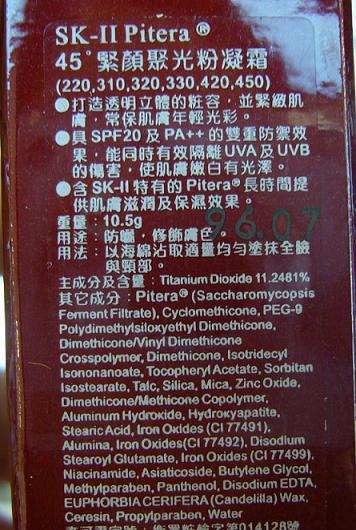 SK-II Pitera®
45°緊顏聚光粉凝霜
(220,310,320,330,420,450)
●打造透明立體的粧容，並緊緻肌
膚，常保肌膚年輕光彩。
●具SPF20及PA++的雙重防禦效
果，能同時有效隔離UVA及UVB
的傷害，使肌膚嫩白有光澤。
●含SK-II特有的Pitera®長時間提
供肌膚滋潤及保濕效果。
重量：10.5g
96.07
用途：防曬，修飾膚色
用法：以海綿沾取適量均勻塗抹全臉
與頸部。
主成分及含量：Titanium Dioxide 11.2481%
其它成分：Pitera® (Saccharomycopsis
Ferment Filtrate), Cyclomethicone, PEG-9
Polydimethylsiloxyethyl Dimethicone,
Dimethicone/Vinyl Dimethicone
Crosspolymer, Dimethicone, Isotridecyl
Isononanoate, Tocopheryl Acetate, Sorbitan
Isostearate, Talc, Silica, Mica, Zinc Oxide,
Dimethicone/Methicone Copolymer,
Aluminum Hydroxide, Hydroxyapatite,
Stearic Acid, Iron Oxides (CI 77491),
Alumina, Iron Oxides(CI 77492), Disodium
Stearoyl Glutamate, Iron Oxides (CI 77499),
Niacinamide, Asiaticoside, Butylene Glycol,
Methylparaben, Panthenol, Disodium EDTA,
EUPHORBIA CERIFERA (Candelilla) Wax,
Ceresin, Propylparaben, Water
014128號